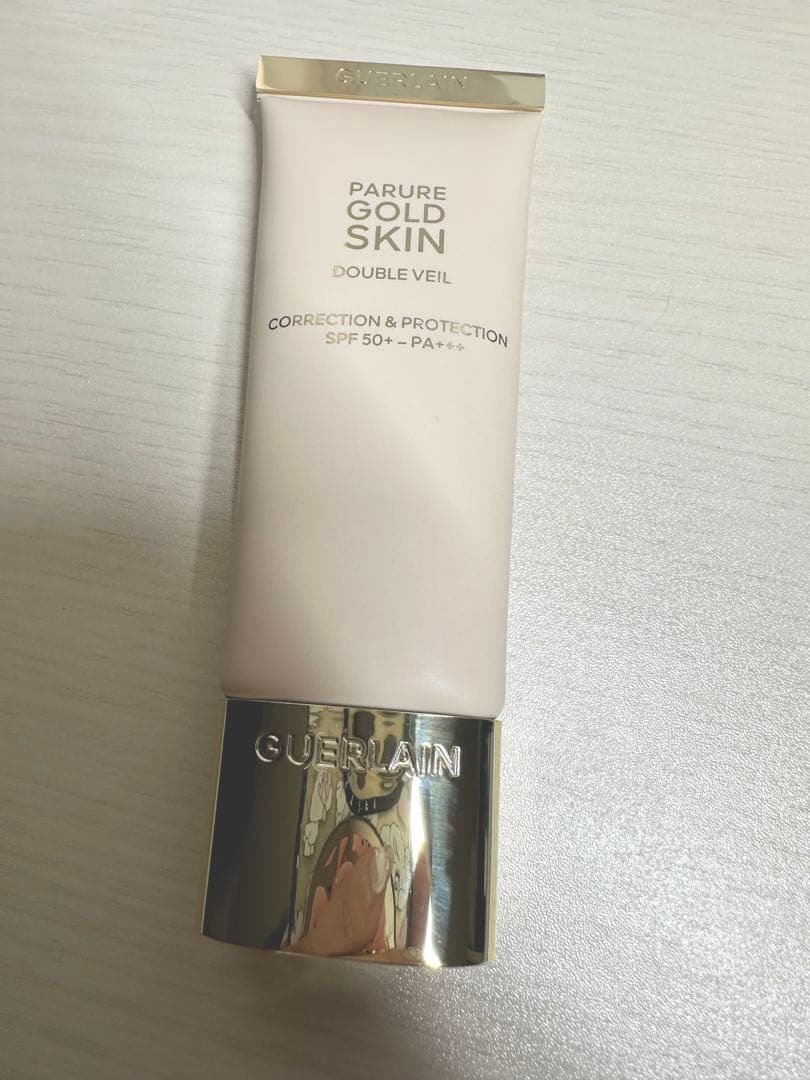 GUERLAIN
PARURE
GOLD
SKIN
DOUBLE VEIL
CORRECTION & PROTECTION
SPF 50+ – PA+++
GUERLAIN